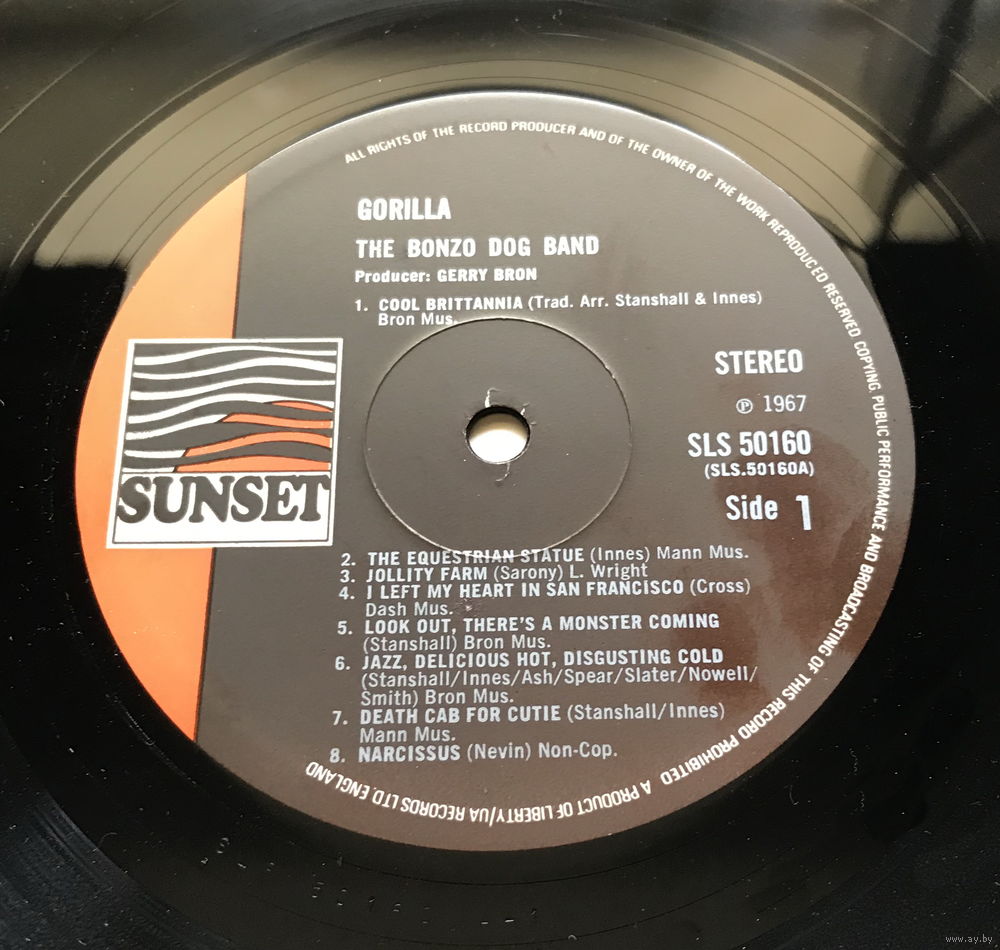 ALL RIGHTS OF THE RECORD PRODUCER AND OF THE OWNER OF THE WORK REPRODUCED RESERVED COPYING, PUBLIC PERFORMANCE AND BROADCASTING OF THIS RECORD PROHIBITED A PRODUCT OF LIBERTY/UA RECORDS LTD. ENGLAND
GORILLA
THE BONZO DOG BAND
Producer: GERRY BRON
1. COOL BRITTANNIA (Trad. Arr. Stanshall & Innes)
Bron Mus.
STEREO
℗ 1967
SLS 50160
(SLS.50160A)
Side 1
SUNSET
2. THE EQUESTRIAN STATUE (Innes) Mann Mus.
3. JOLLITY FARM (Sarony) L. Wright
4. I LEFT MY HEART IN SAN FRANCISCO (Cross)
Dash Mus.
5. LOOK OUT, THERE'S A MONSTER COMING
(Stanshall) Bron Mus.
6. JAZZ, DELICIOUS HOT, DISGUSTING COLD
(Stanshall/Innes/Ash/Spear/Slater/Nowell/
Smith) Bron Mus.
7. DEATH CAB FOR CUTIE (Stanshall/Innes)
Mann Mus.
8. NARCISSUS (Nevin) Non-Cop.
www.ay.by